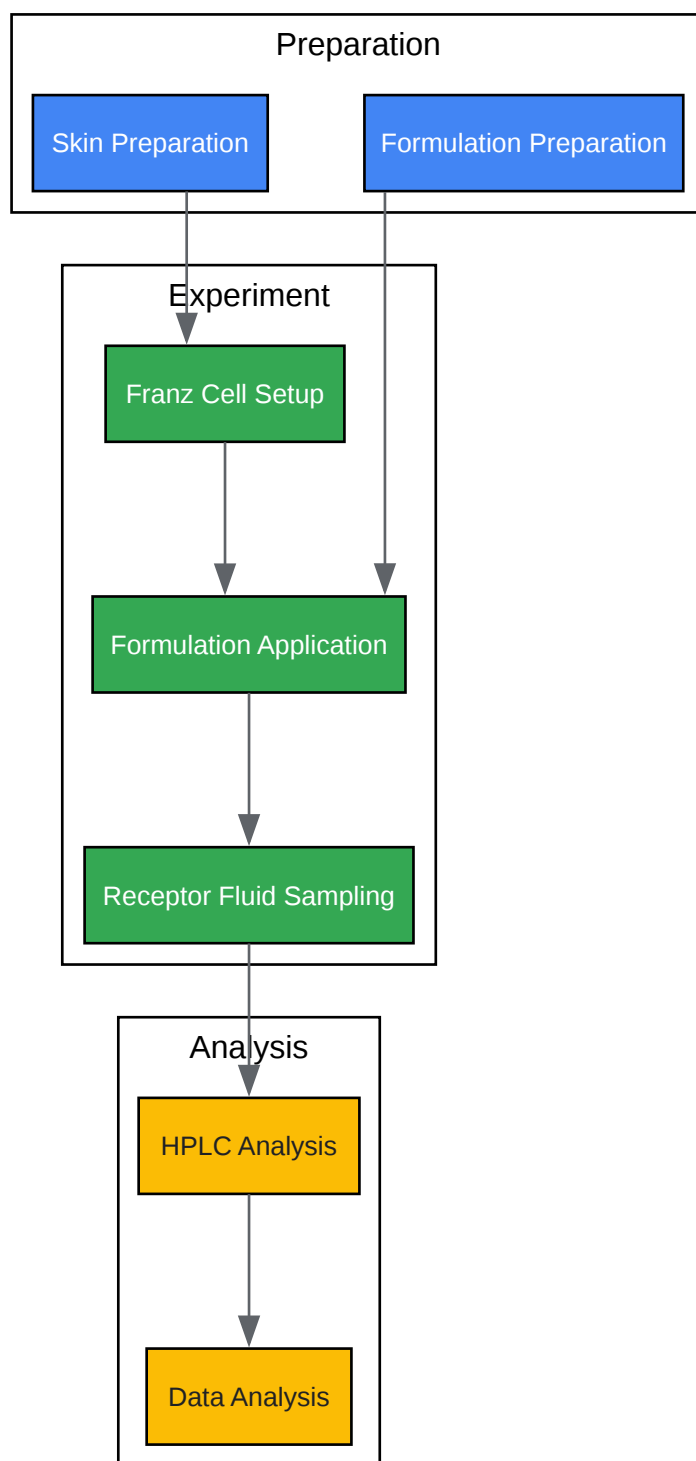 Preparation
Skin Preparation
Formulation Preparation
Experiment
Franz Cell Setup
Formulation Application
Receptor Fluid Sampling
Analysis
HPLC Analysis
Data Analysis